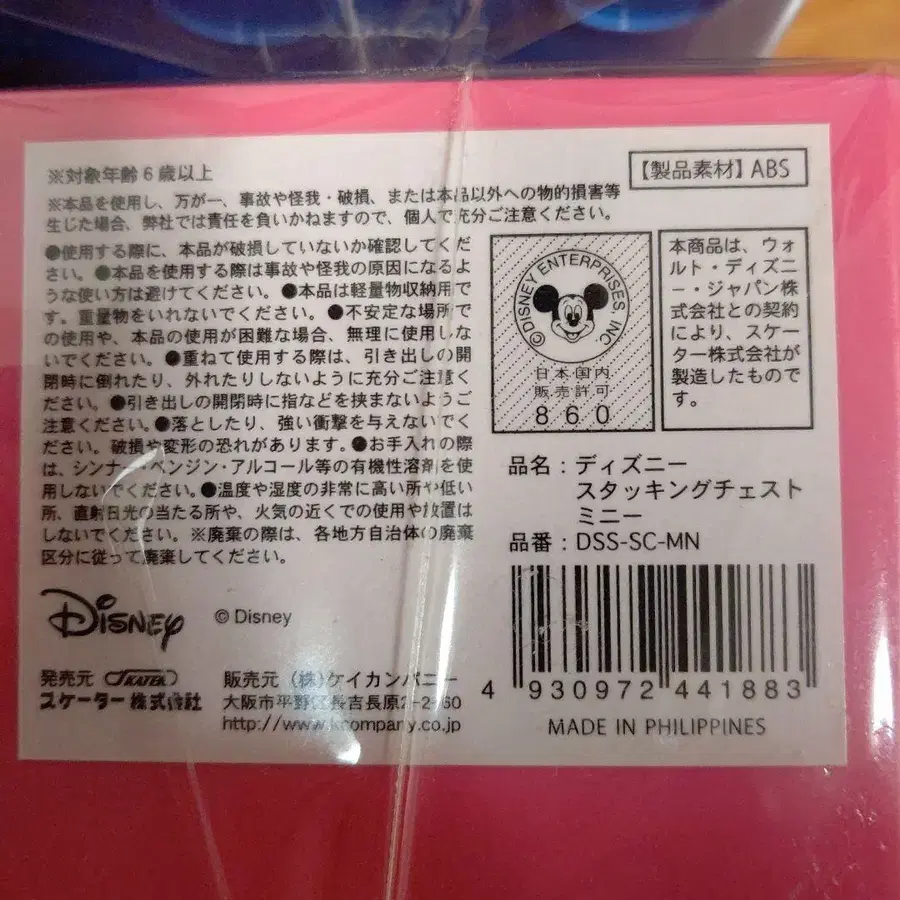 ※対象年齢6歳以上
【製品素材】ABS
※本品を使用し、万が一、事故や怪我・破損、または本品以外への物的損害等
生じた場合、弊社では責任を負いかねますので、個人で充分ご注意ください。
●使用する際に、本品が破損していないか確認してくだ
さい。●本品を使用する際は事故や怪我の原因になるよ
うな使い方は避けてください。●本品は軽量物収納用で
す。重量物をいれないでください。●不安定な場所で
の使用や、本品の使用が困難な場合、無理に使用しな
いでください。●重ねて使用する際は、引き出しの開
閉時に倒れたり、外れたりしないように充分ご注意く
ださい。●引き出しの開閉時に指などを挟まないようご
注意ください。●落としたり、強い衝撃を与えないでく
ださい。破損や変形の恐れがあります。●お手入れの際
は、シンナー・ベンジン・アルコール等の有機性溶剤を使
用しないでください。●温度や湿度の非常に高い所や低い
所、直射日光の当たる所や、火気の近くでの使用や放置は
しないでください。※廃棄の際は、各地方自治体の廃棄
区分に従って廃棄してください。
©DISNEY ENTERPRISES, INC.
日本国内
販売許可
860
本商品は、ウォ
ルト・ディズニ
ー・ジャパン株
式会社との契約
により、スケー
ター株式会社が
製造したもので
す。
品名：ディズニー
スタッキングチェスト
ミニー
品番：DSS-SC-MN
Disney © Disney
発売元 SKATER
スケーター株式会社
販売元 (株)ケイカンパニー
大阪市平野区長吉長原2-2-60
http://www.kcompany.co.jp
4 930972 441883
MADE IN PHILIPPINES